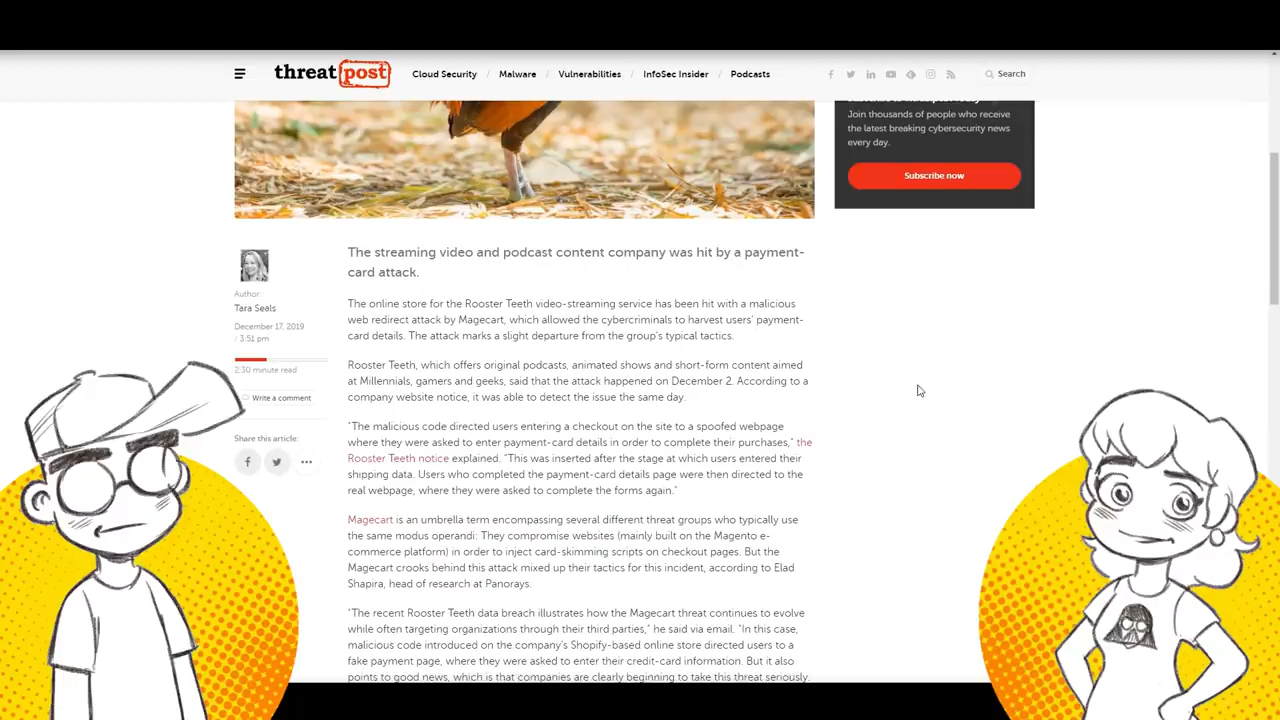 threatpost
Cloud Security / Malware / Vulnerabilities / InfoSec Insider / Podcasts
Search
Join thousands of people who receive
the latest breaking cybersecurity news
every day.
Subscribe now
The streaming video and podcast content company was hit by a payment-
card attack.
Author:
Tara Seals
December 17, 2019
/ 3:51 pm
2:30 minute read
Write a comment
Share this article:
The online store for the Rooster Teeth video-streaming service has been hit with a malicious
web redirect attack by Magecart, which allowed the cybercriminals to harvest users' payment-
card details. The attack marks a slight departure from the group's typical tactics.
Rooster Teeth, which offers original podcasts, animated shows and short-form content aimed
at Millennials, gamers and geeks, said that the attack happened on December 2. According to a
company website notice, it was able to detect the issue the same day.
"The malicious code directed users entering a checkout on the site to a spoofed webpage
where they were asked to enter payment-card details in order to complete their purchases," the
Rooster Teeth notice explained. "This was inserted after the stage at which users entered their
shipping data. Users who completed the payment-card details page were then directed to the
real webpage, where they were asked to complete the forms again."
Magecart is an umbrella term encompassing several different threat groups who typically use
the same modus operandi: They compromise websites (mainly built on the Magento e-
commerce platform) in order to inject card-skimming scripts on checkout pages. But the
Magecart crooks behind this attack mixed up their tactics for this incident, according to Elad
Shapira, head of research at Panorays.
"The recent Rooster Teeth data breach illustrates how the Magecart threat continues to evolve
while often targeting organizations through their third parties," he said via email. "In this case,
malicious code introduced on the company's Shopify-based online store directed users to a
fake payment page, where they were asked to enter their credit-card information. But it also
points to good news, which is that companies are clearly beginning to take this threat seriously.